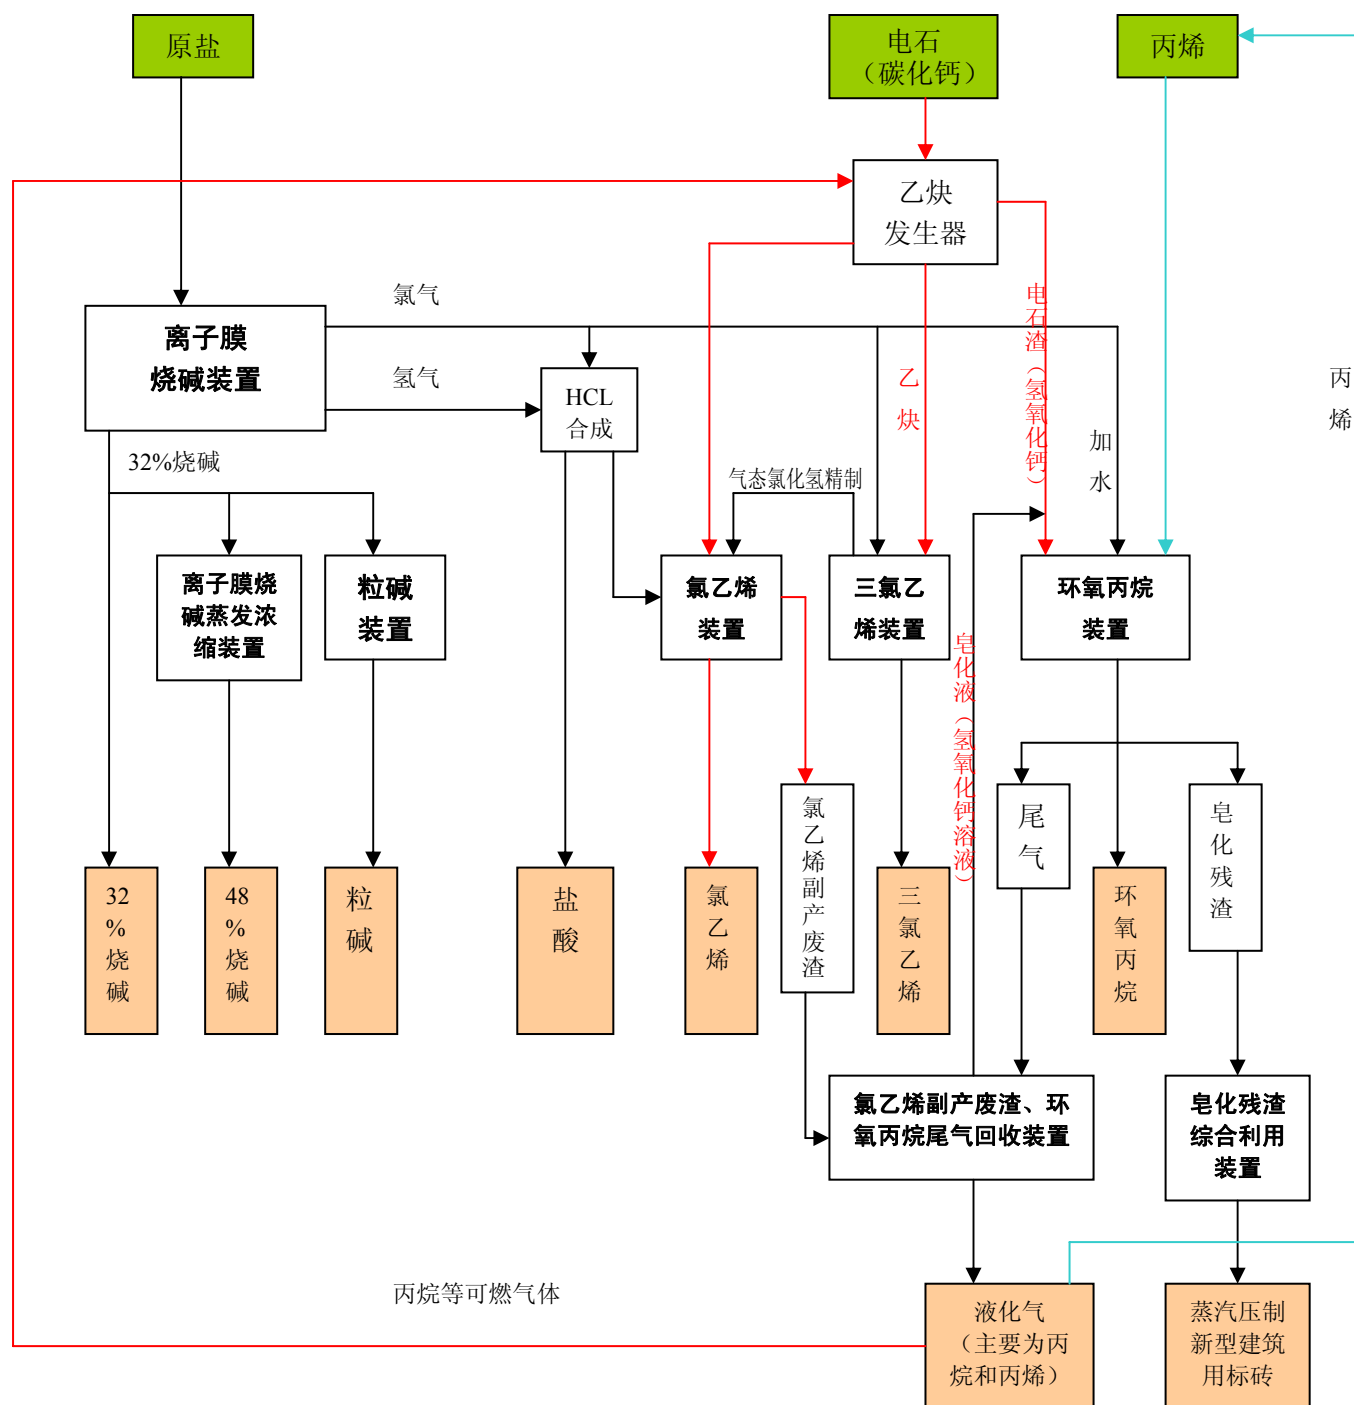 原盐
电石
（碳化钙）
丙烯
乙炔
发生器
氯气
离子膜
烧碱装置
氢气
HCL
合成
乙炔
电石渣（氢氧化钙）
加水
丙烯
32%烧碱
气态氯化氢精制
离子膜烧
碱蒸发浓
缩装置
粒碱
装置
氯乙烯
装置
三氯乙
烯装置
环氧丙烷
装置
皂化液（氢氧化钙溶液）
氯乙烯副产废渣
尾气
皂化残渣
32
%
烧
碱
48
%
烧
碱
粒碱
盐酸
氯乙烯
三氯乙烯
环氧丙烷
氯乙烯副产废渣、环
氧丙烷尾气回收装置
皂化残渣
综合利用
装置
丙烷等可燃气体
液化气
（主要为丙
烷和丙烯）
蒸汽压制
新型建筑
用标砖